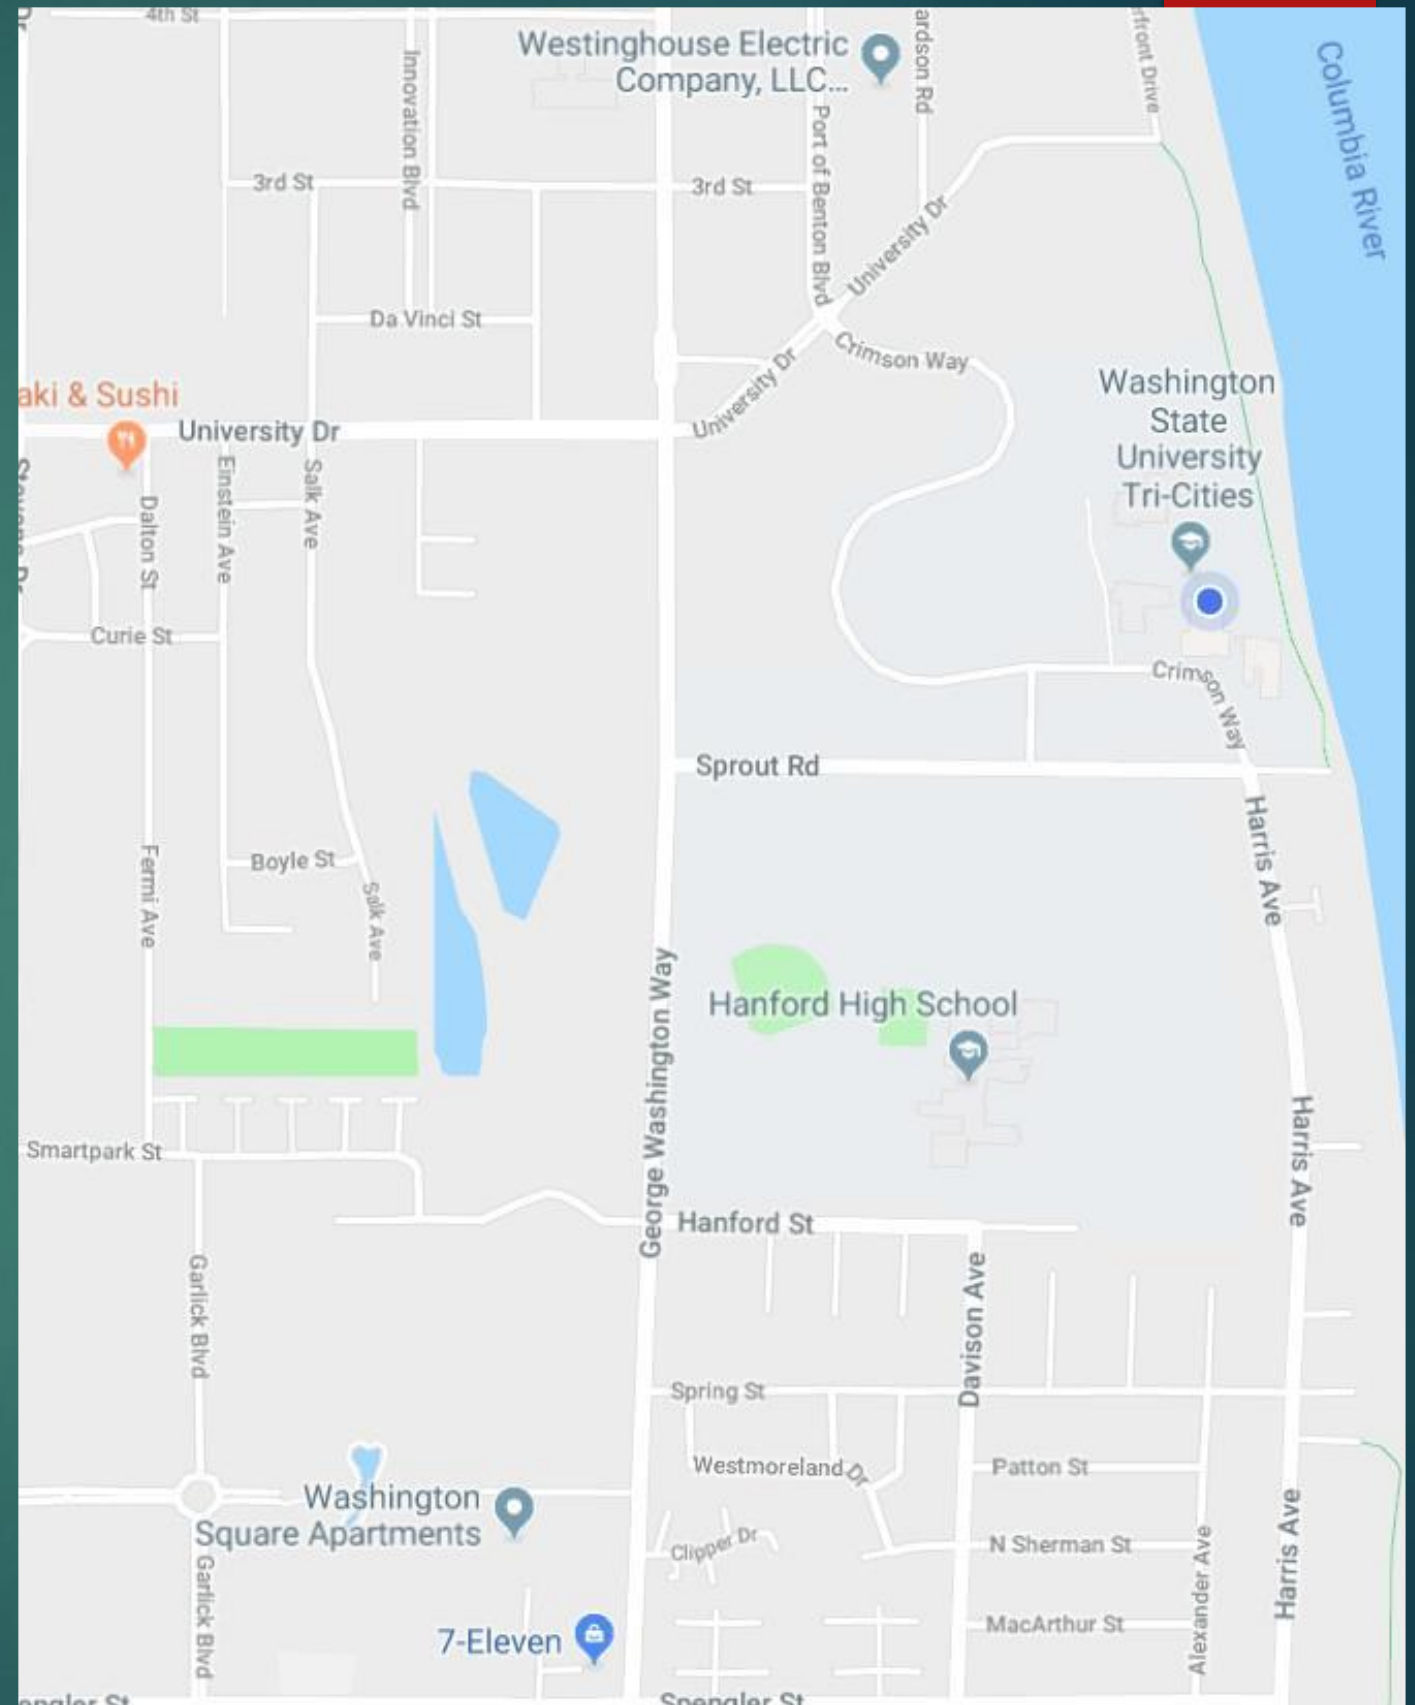 4th St
Innovation Blvd
Westinghouse Electric
Company, LLC...
Port of Benton Blvd
ardson Rd
rfront Drive
Columbia River
3rd St
3rd St
University Dr
Da Vinci St
Crimson Way
University Dr
aki & Sushi
University Dr
Washington
State
University
Tri-Cities
Dalton St
Einstein Ave
Salk Ave
Curie St
Crimson Way
Sprout Rd
Harris Ave
Boyle St
Fermi Ave
Salk Ave
George Washington Way
Hanford High School
Harris Ave
Smartpark St
Hanford St
Garlick Blvd
Davison Ave
Spring St
Westmoreland Dr
Patton St
Washington
Square Apartments
Clipper Dr
N Sherman St
Alexander Ave
Harris Ave
Garlick Blvd
7-Eleven
MacArthur St
Spengler St